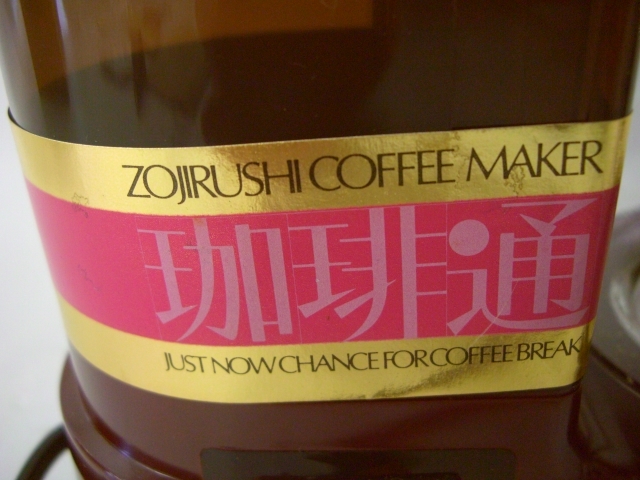 ZOJIRUSHI COFFEE MAKER
珈琲通
JUST NOW CHANCE FOR COFFEE BREAK